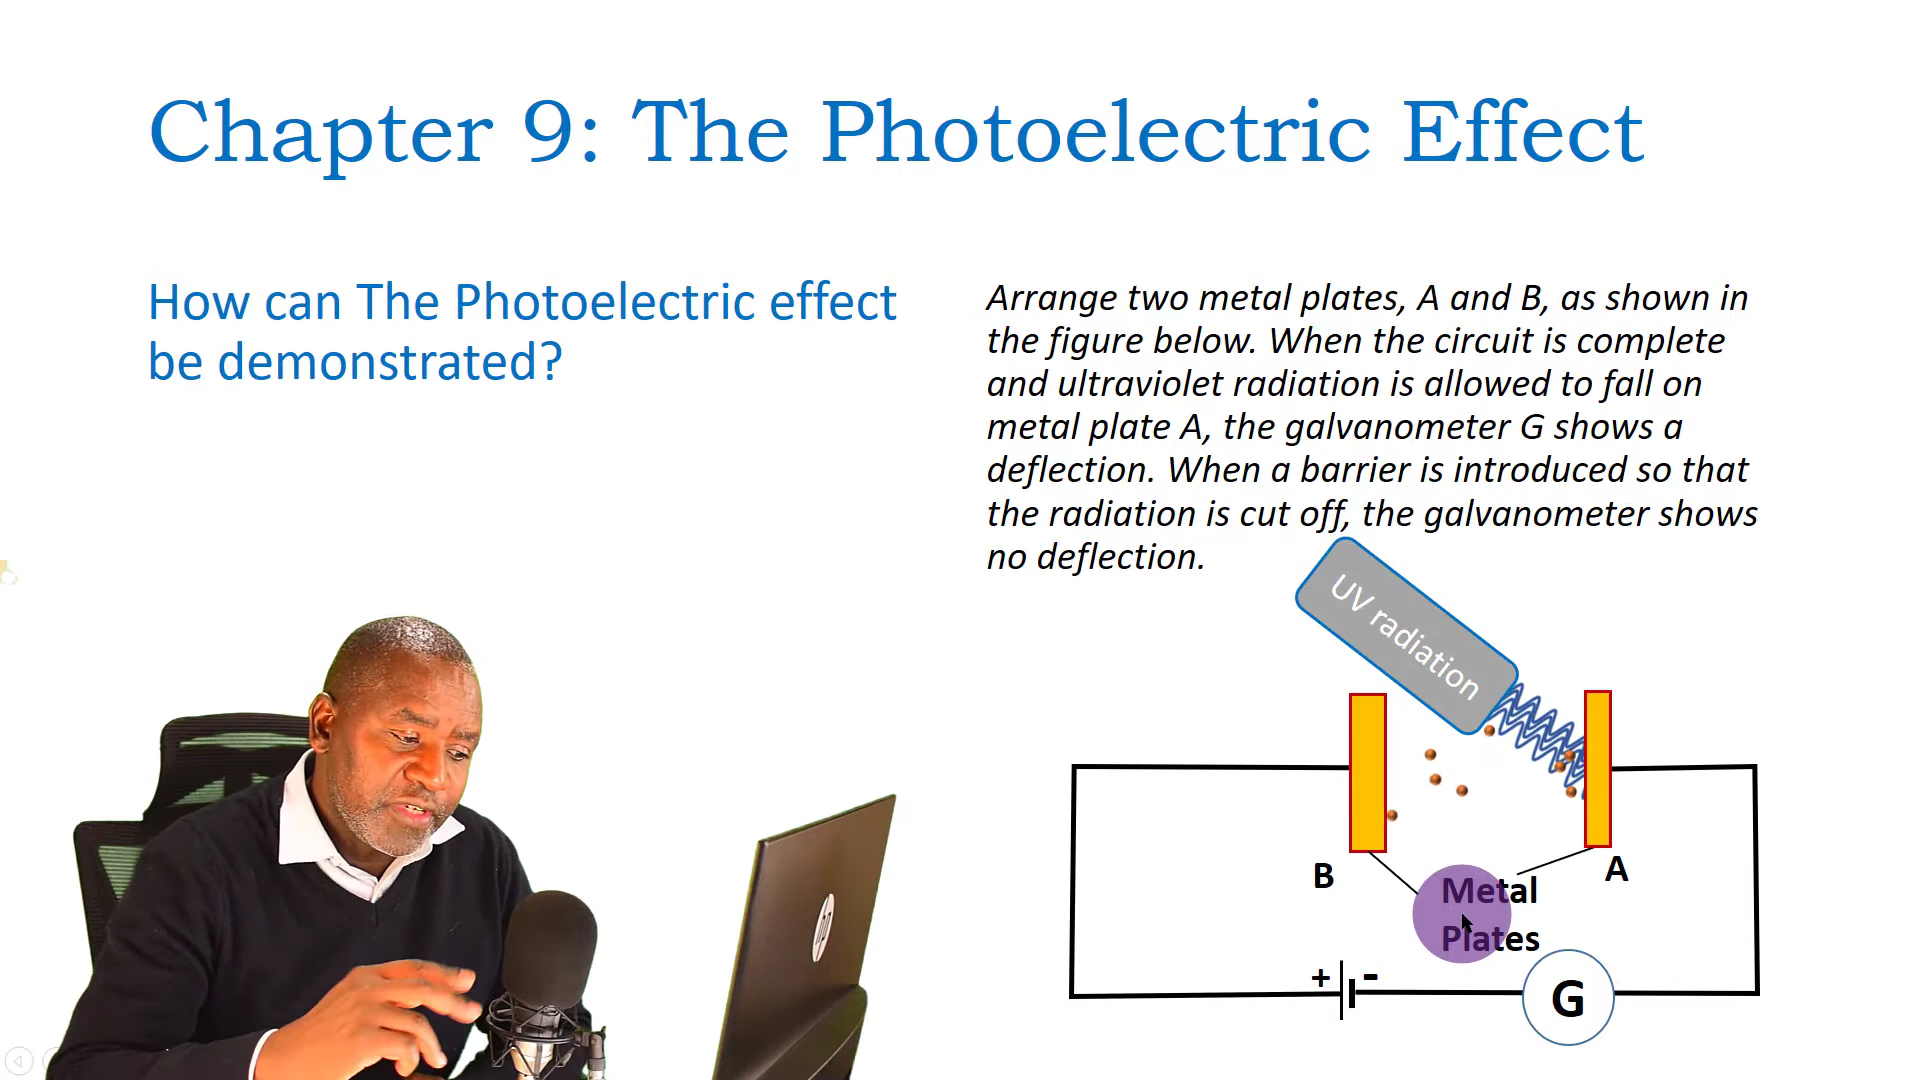 Chapter 9: The Photoelectric Effect
How can The Photoelectric effect
be demonstrated?
Arrange two metal plates, A and B, as shown in
the figure below. When the circuit is complete
and ultraviolet radiation is allowed to fall on
metal plate A, the galvanometer G shows a
deflection. When a barrier is introduced so that
the radiation is cut off, the galvanometer shows
no deflection.
UV radiation
B
A
Metal
Plates
+ -
G
hp